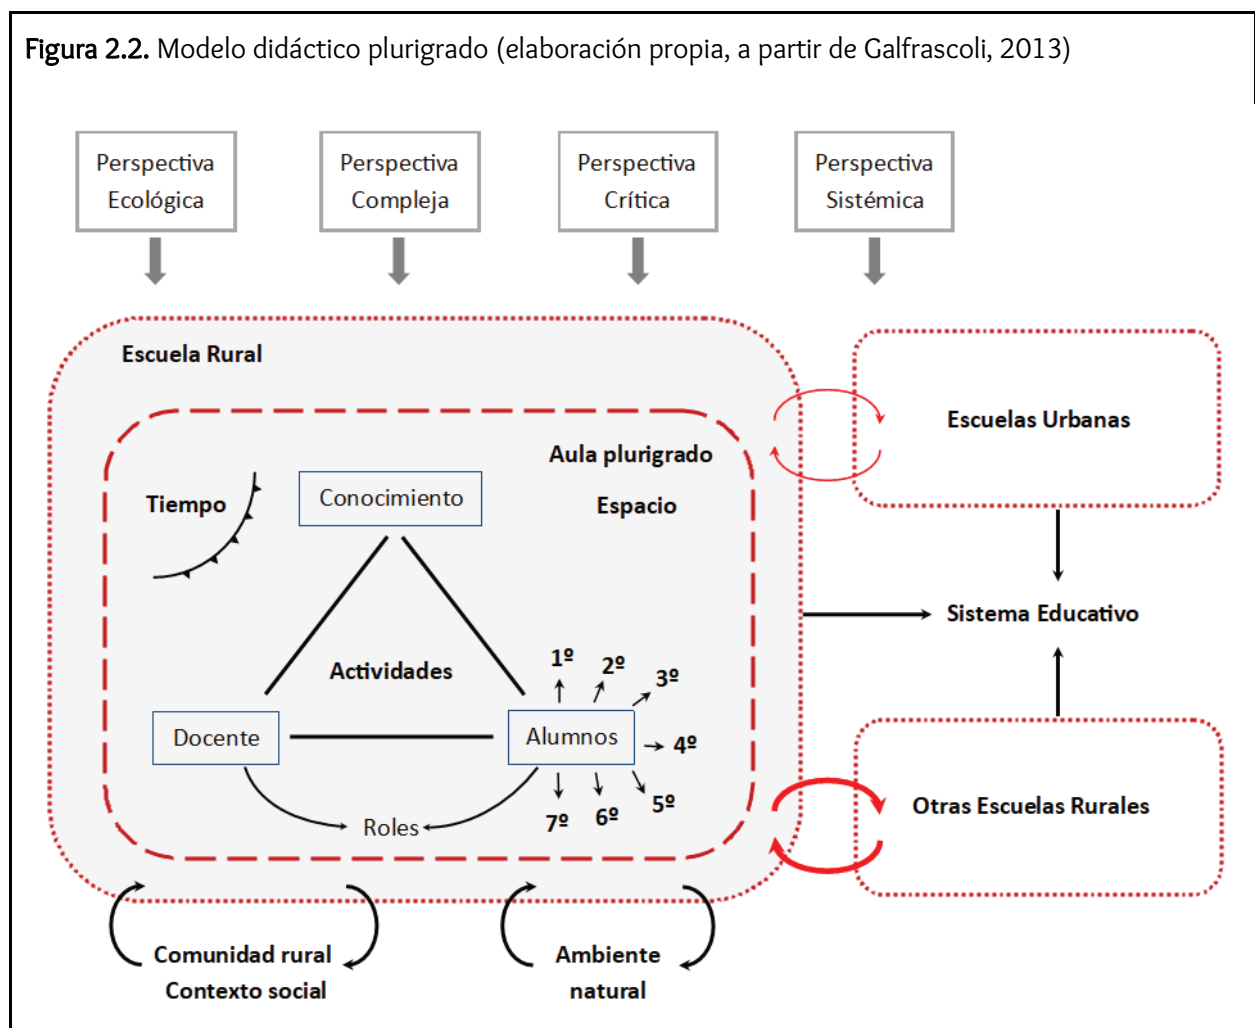 Figura 2.2. Modelo didáctico plurigrado (elaboración propia, a partir de Galfrascoli, 2013)
Perspectiva
Ecológica
Perspectiva
Compleja
Perspectiva
Crítica
Perspectiva
Sistémica
Escuela Rural
Aula plurigrado
Espacio
Tiempo
Conocimiento
Actividades
Docente
Alumnos
1º
2º
3º
4º
5º
6º
7º
Roles
Escuelas Urbanas
Sistema Educativo
Otras Escuelas Rurales
Comunidad rural
Contexto social
Ambiente
natural